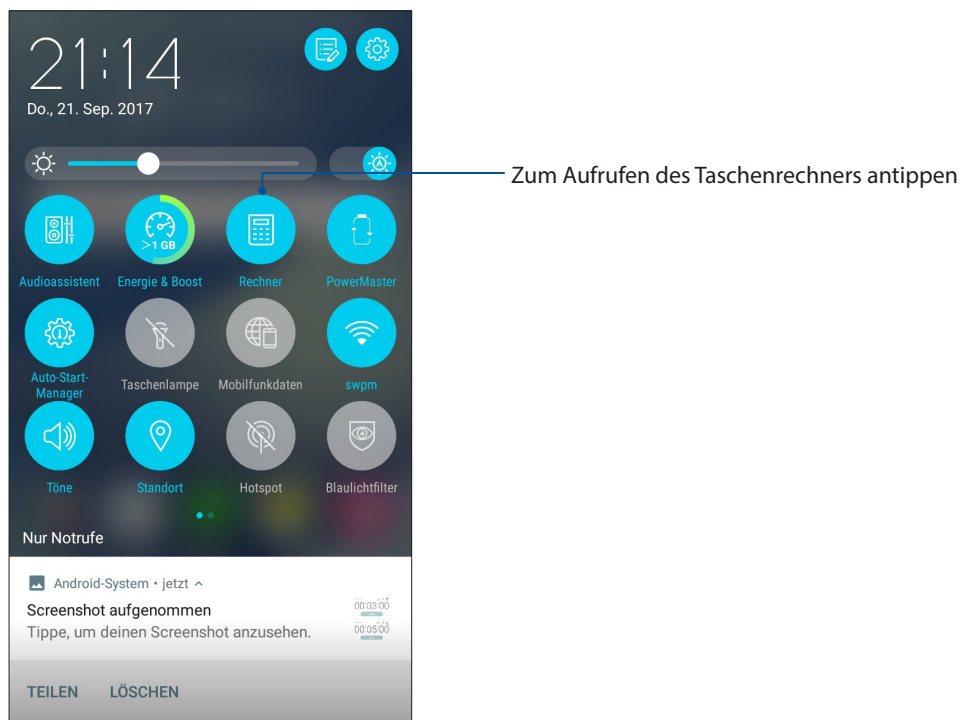 21:14
Do., 21. Sep. 2017
Zum Aufrufen des Taschenrechners antippen
>1 GB
Audioassistent Energie & Boost Rechner PowerMaster
Auto-Start-
Manager Taschenlampe Mobilfunkdaten swpm
Töne Standort Hotspot Blaulichtfilter
Nur Notrufe
Android-System • jetzt
Screenshot aufgenommen
Tippe, um deinen Screenshot anzusehen.
00:03:00
00:05:00
TEILEN LÖSCHEN